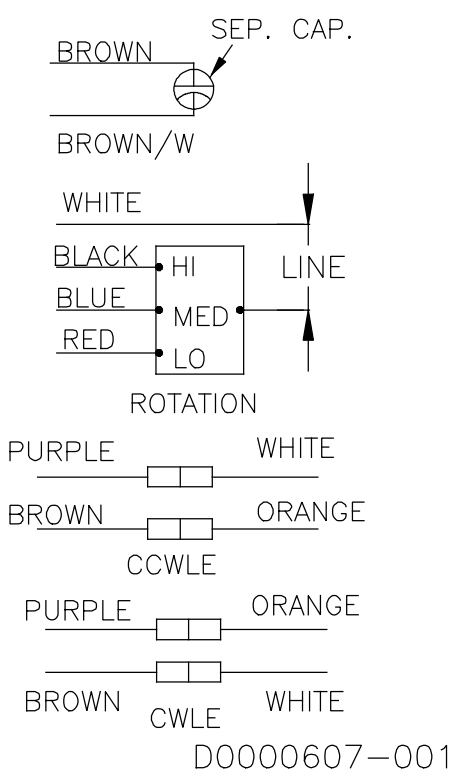 SEP. CAP.
BROWN
BROWN/W
WHITE
BLACK
HI
LINE
BLUE
MED
RED
LO
ROTATION
PURPLE
WHITE
BROWN
ORANGE
CCWLE
PURPLE
ORANGE
BROWN
WHITE
CWLE
D0000607-001